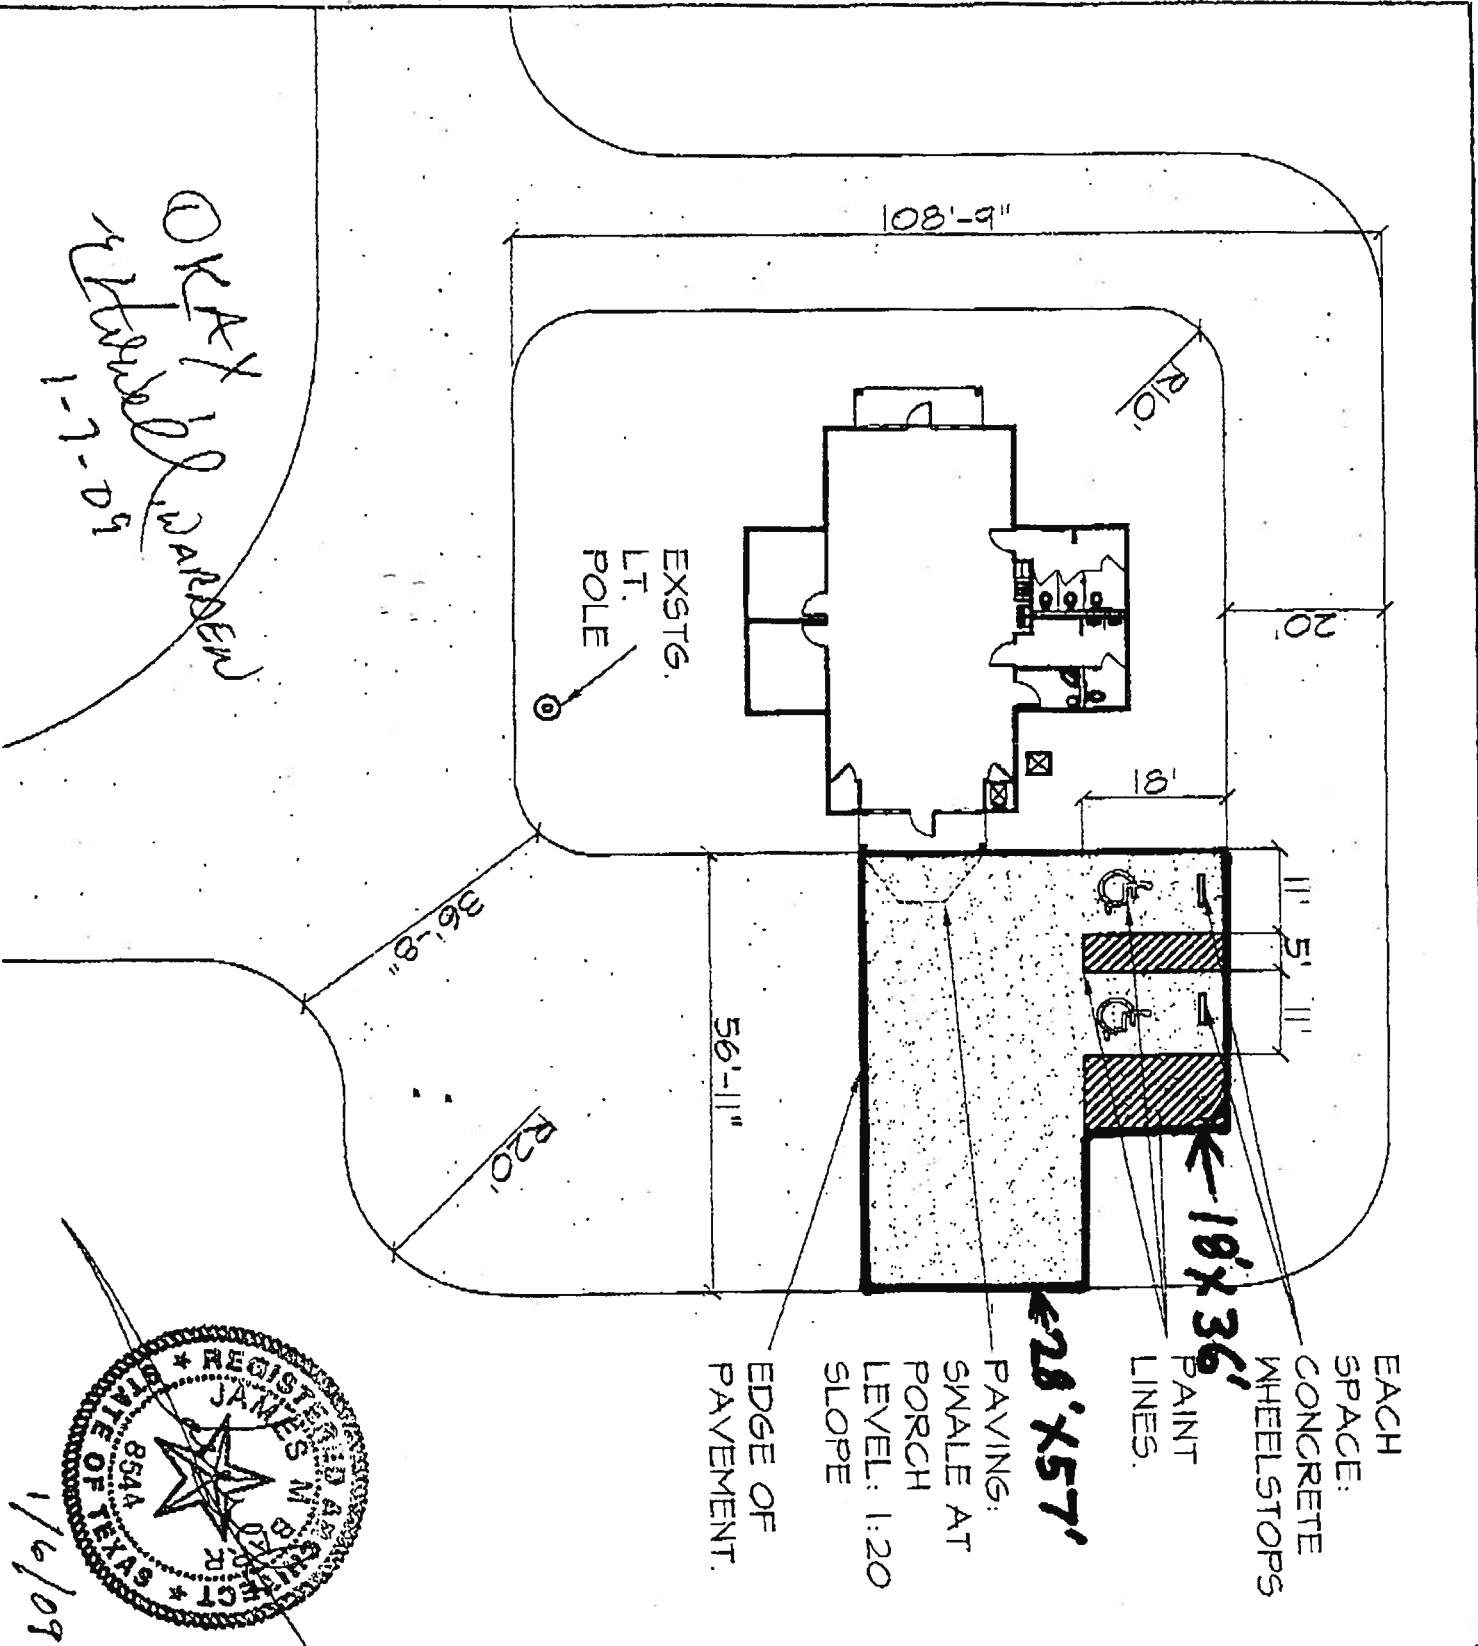 EACH
SPACE:
CONCRETE
WHEELSTOPS
PAINT
LINES.
18'X36'
28'X57'
PAVING:
SWALE AT
PORCH
LEVEL: 1:20
SLOPE
EDGE OF
PAVEMENT.
11'
5'
11'
18'
20'
R10'
108'-9"
EXSTG.
LT.
POLE
56'-11"
36'-8"
R20'
OKAY
WARDEN
1-7-09
REGISTERED ARCHITECT
JAMES M
8544
STATE OF TEXAS
1/6/09